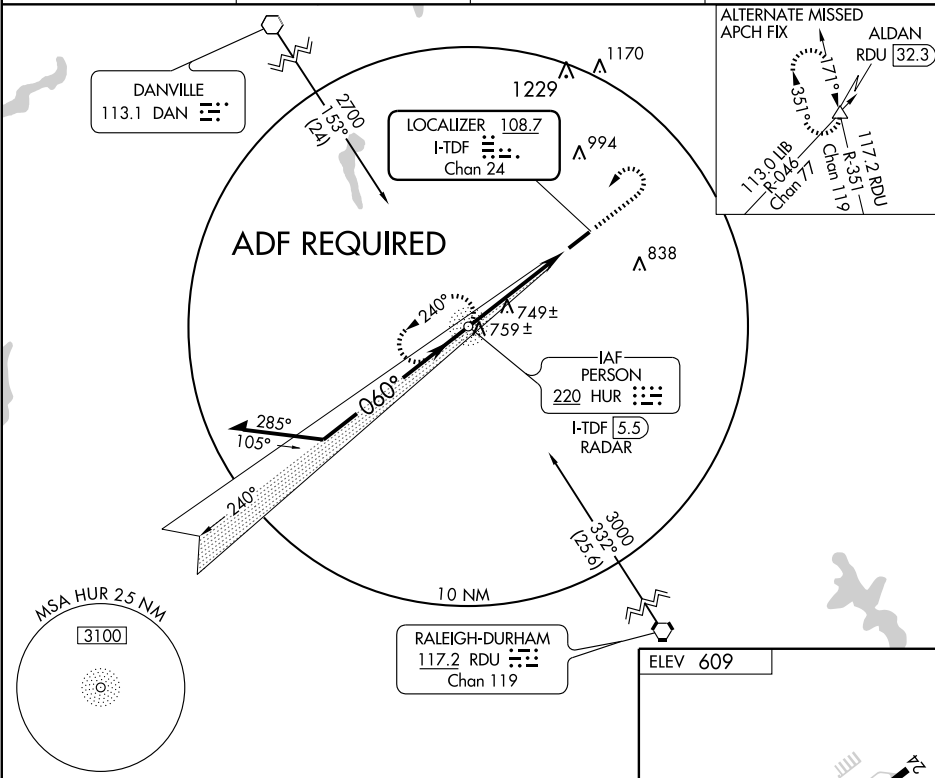 DANVILLE
113.1 DAN
2700
153°
(24)
LOCALIZER 108.7
I-TDF
Chan 24
1229
1170
994
838
ALTERNATE MISSED
APCH FIX
ALDAN
RDU 32.3
171°
351°
113.0 LIB
R-046
Chan 77
117.2 RDU
R-351
Chan 119
ADF REQUIRED
240°
749±
759±
060°
IAF
PERSON
220 HUR
I-TDF 5.5
RADAR
285°
105°
240°
3000
332°
(25.6)
10 NM
MSA HUR 25 NM
3100
RALEIGH-DURHAM
117.2 RDU
Chan 119
ELEV 609
24